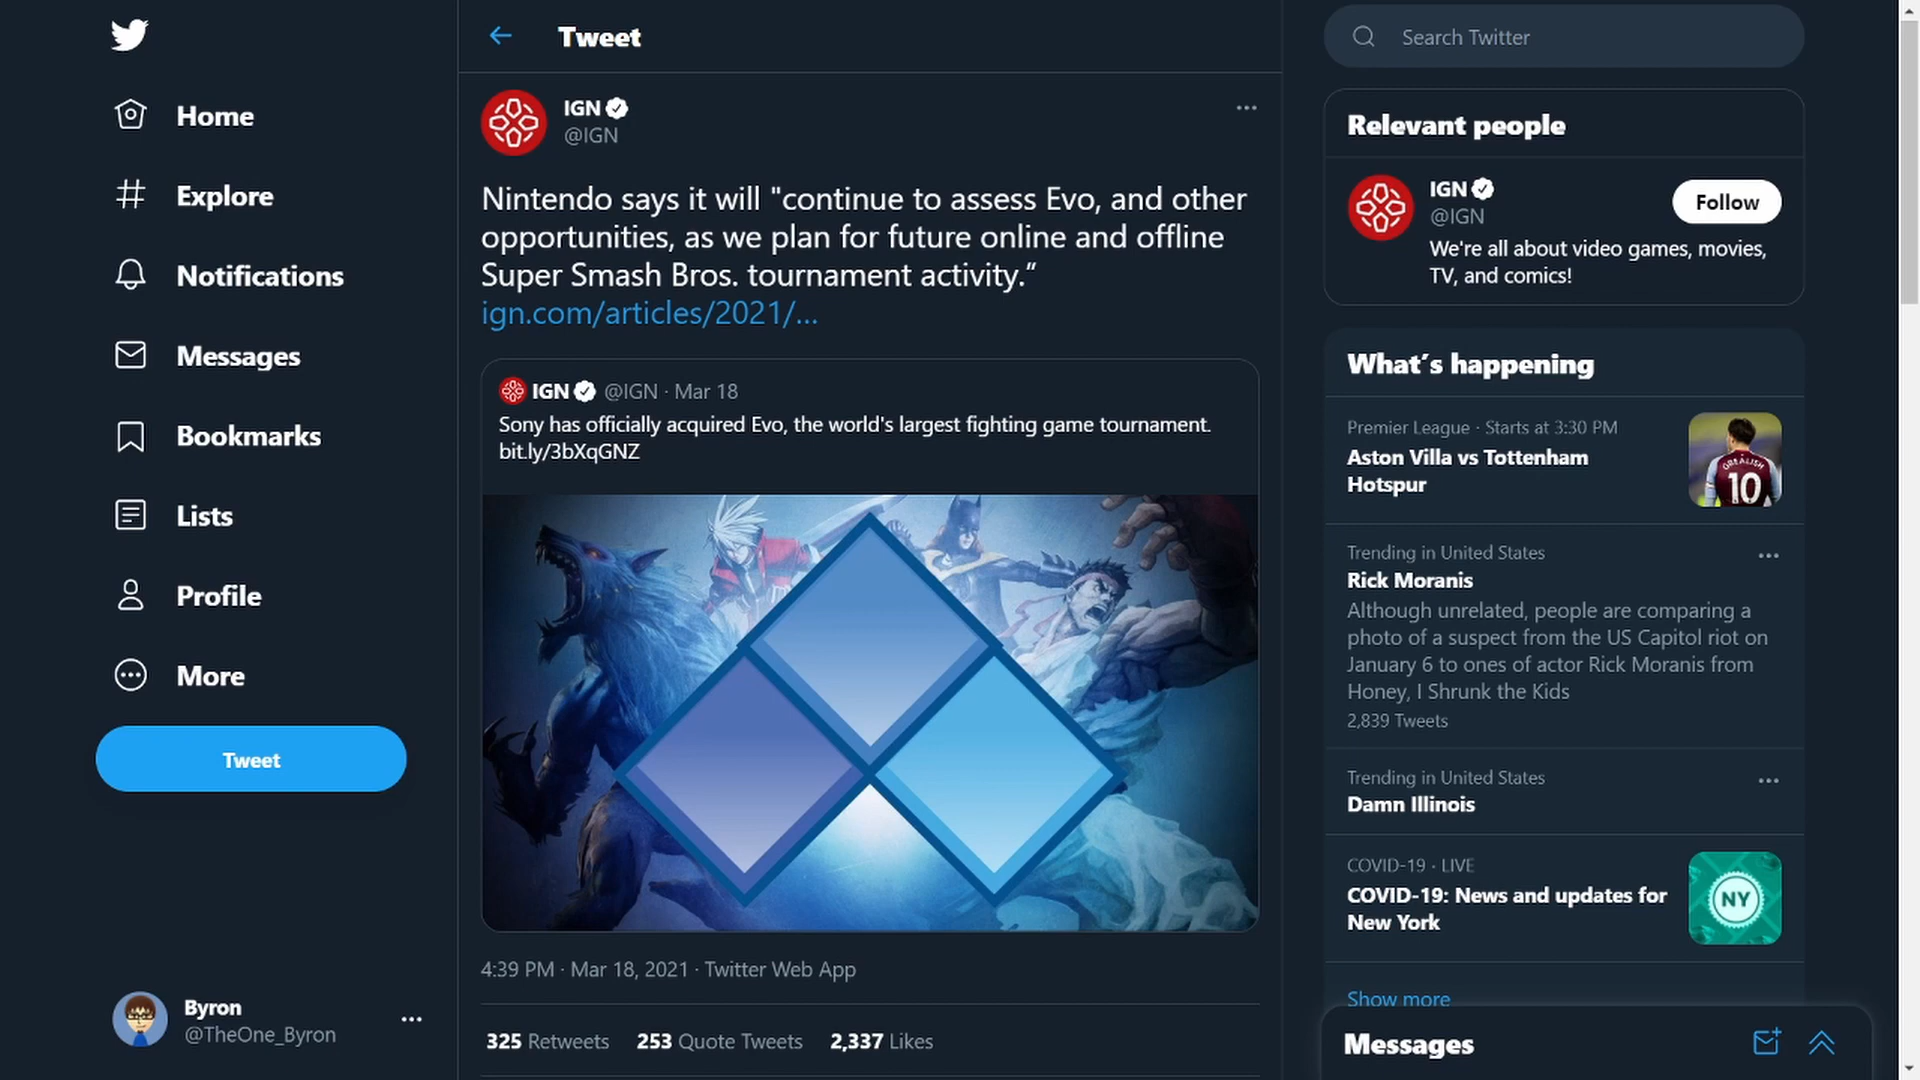 Home
Explore
Notifications
Messages
Bookmarks
Lists
Profile
More
Tweet
Byron
@TheOne_Byron
Tweet
IGN
@IGN
Nintendo says it will "continue to assess Evo, and other
opportunities, as we plan for future online and offline
Super Smash Bros. tournament activity.”
ign.com/articles/2021/...
IGN @IGN · Mar 18
Sony has officially acquired Evo, the world's largest fighting game tournament.
bit.ly/3bXqGNZ
4:39 PM · Mar 18, 2021 · Twitter Web App
325 Retweets 253 Quote Tweets 2,337 Likes
Search Twitter
Relevant people
IGN
@IGN
Follow
We're all about video games, movies,
TV, and comics!
What's happening
Premier League · Starts at 3:30 PM
Aston Villa vs Tottenham
Hotspur
GREALISH
10
Trending in United States
Rick Moranis
Although unrelated, people are comparing a
photo of a suspect from the US Capitol riot on
January 6 to ones of actor Rick Moranis from
Honey, I Shrunk the Kids
2,839 Tweets
Trending in United States
Damn Illinois
COVID-19 · LIVE
COVID-19: News and updates for
New York
NY
Show more
Messages